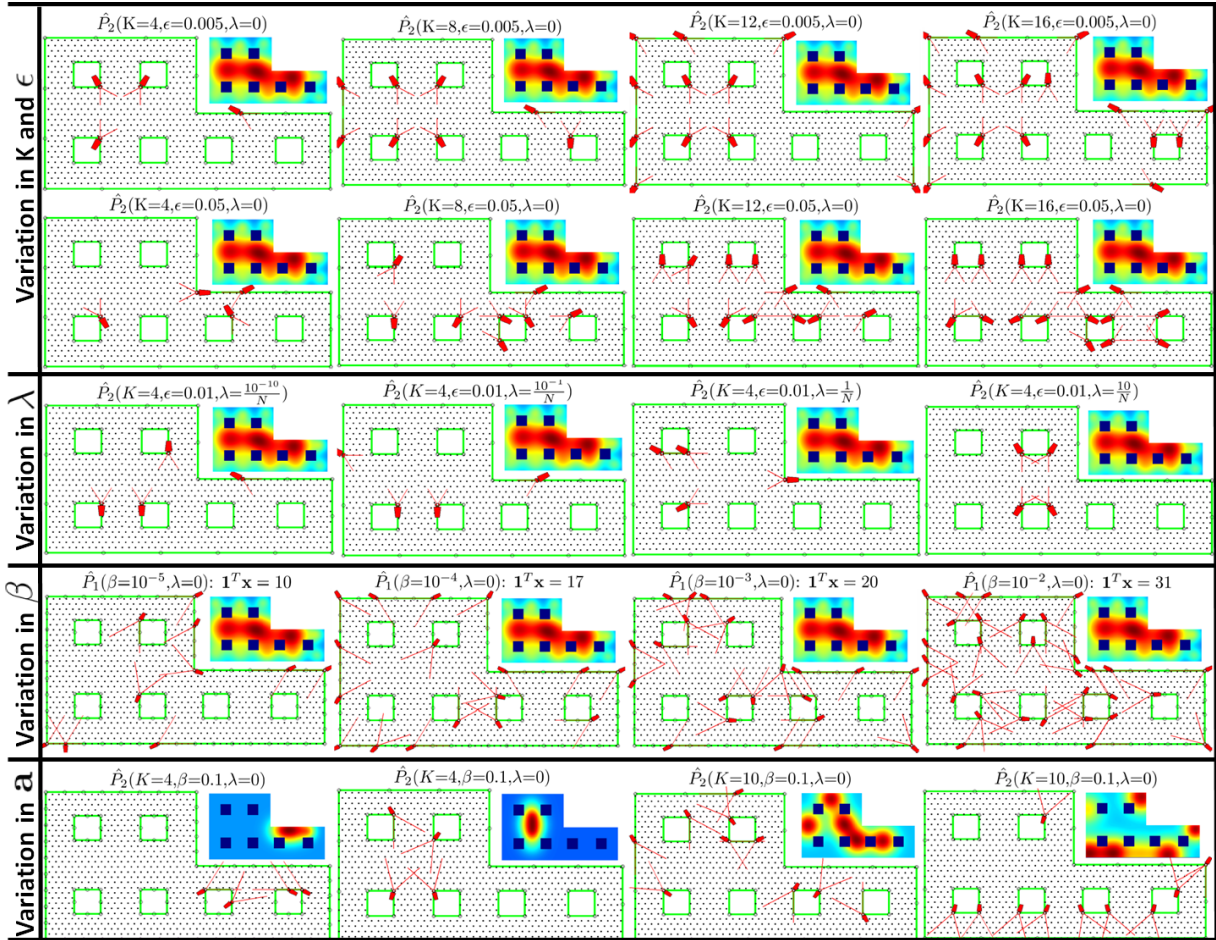 Variation in K and ϵ
P̂₂(K=4,ϵ=0.005,λ=0)
P̂₂(K=8,ϵ=0.005,λ=0)
P̂₂(K=12,ϵ=0.005,λ=0)
P̂₂(K=16,ϵ=0.005,λ=0)
P̂₂(K=4,ϵ=0.05,λ=0)
P̂₂(K=8,ϵ=0.05,λ=0)
P̂₂(K=12,ϵ=0.05,λ=0)
P̂₂(K=16,ϵ=0.05,λ=0)
Variation in λ
P̂₂(K=4,ϵ=0.01,λ=10⁻¹⁰/N)
P̂₂(K=4,ϵ=0.01,λ=10⁻¹/N)
P̂₂(K=4,ϵ=0.01,λ=1/N)
P̂₂(K=4,ϵ=0.01,λ=10/N)
Variation in β
P̂₁(β=10⁻⁵,λ=0): 1ᵀx = 10
P̂₁(β=10⁻⁴,λ=0): 1ᵀx = 17
P̂₁(β=10⁻³,λ=0): 1ᵀx = 20
P̂₁(β=10⁻²,λ=0): 1ᵀx = 31
Variation in a
P̂₂(K=4,β=0.1,λ=0)
P̂₂(K=4,β=0.1,λ=0)
P̂₂(K=10,β=0.1,λ=0)
P̂₂(K=10,β=0.1,λ=0)